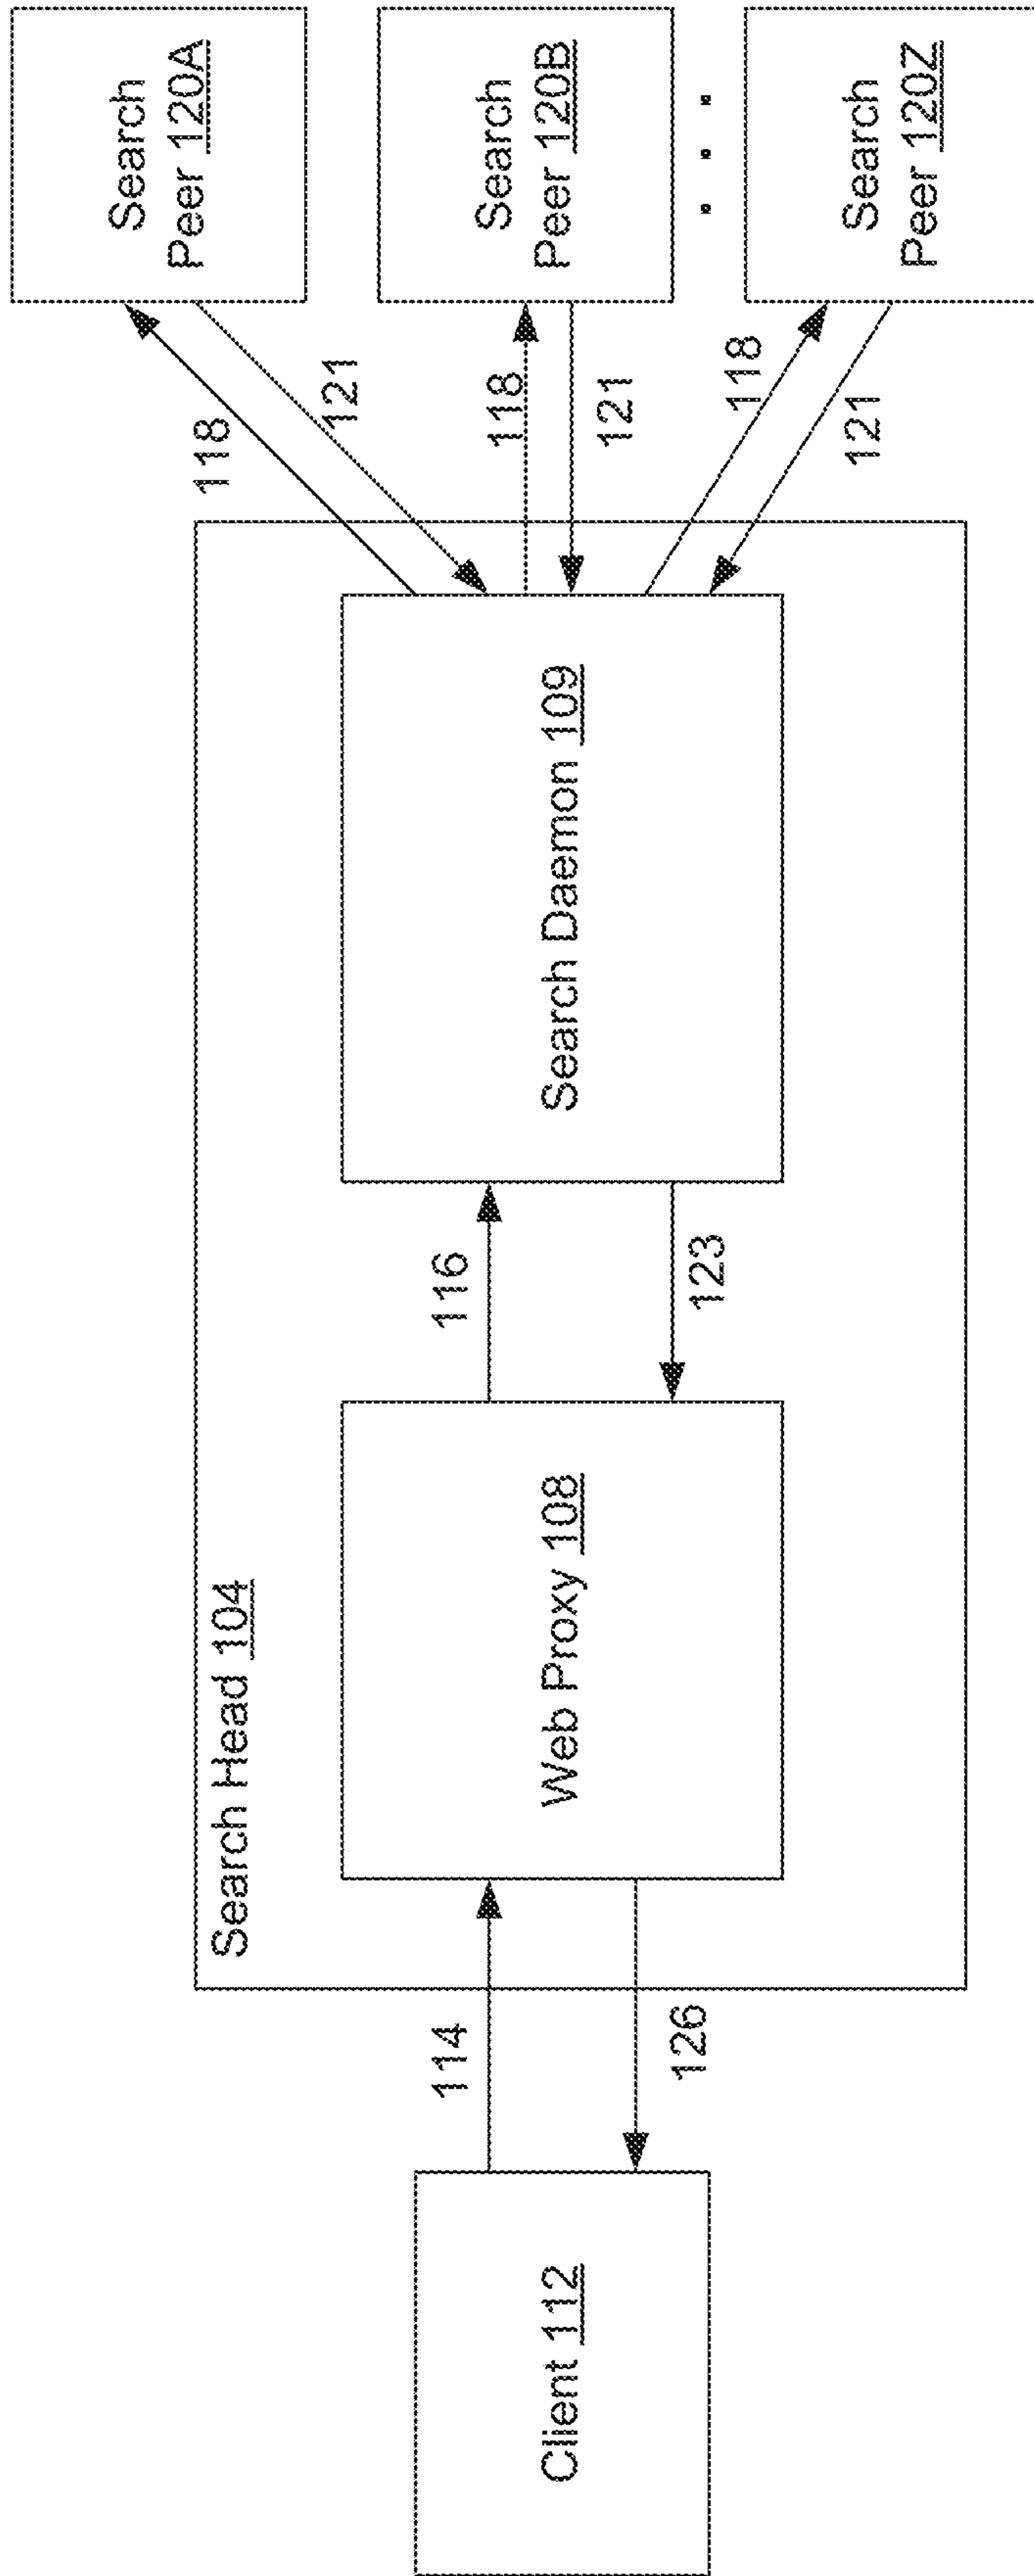 Search Head 104
Client 112
114
126
Web Proxy 108
116
123
Search Daemon 109
118
121
118
121
118
121
Search
Peer 120A
Search
Peer 120B
Search
Peer 120Z